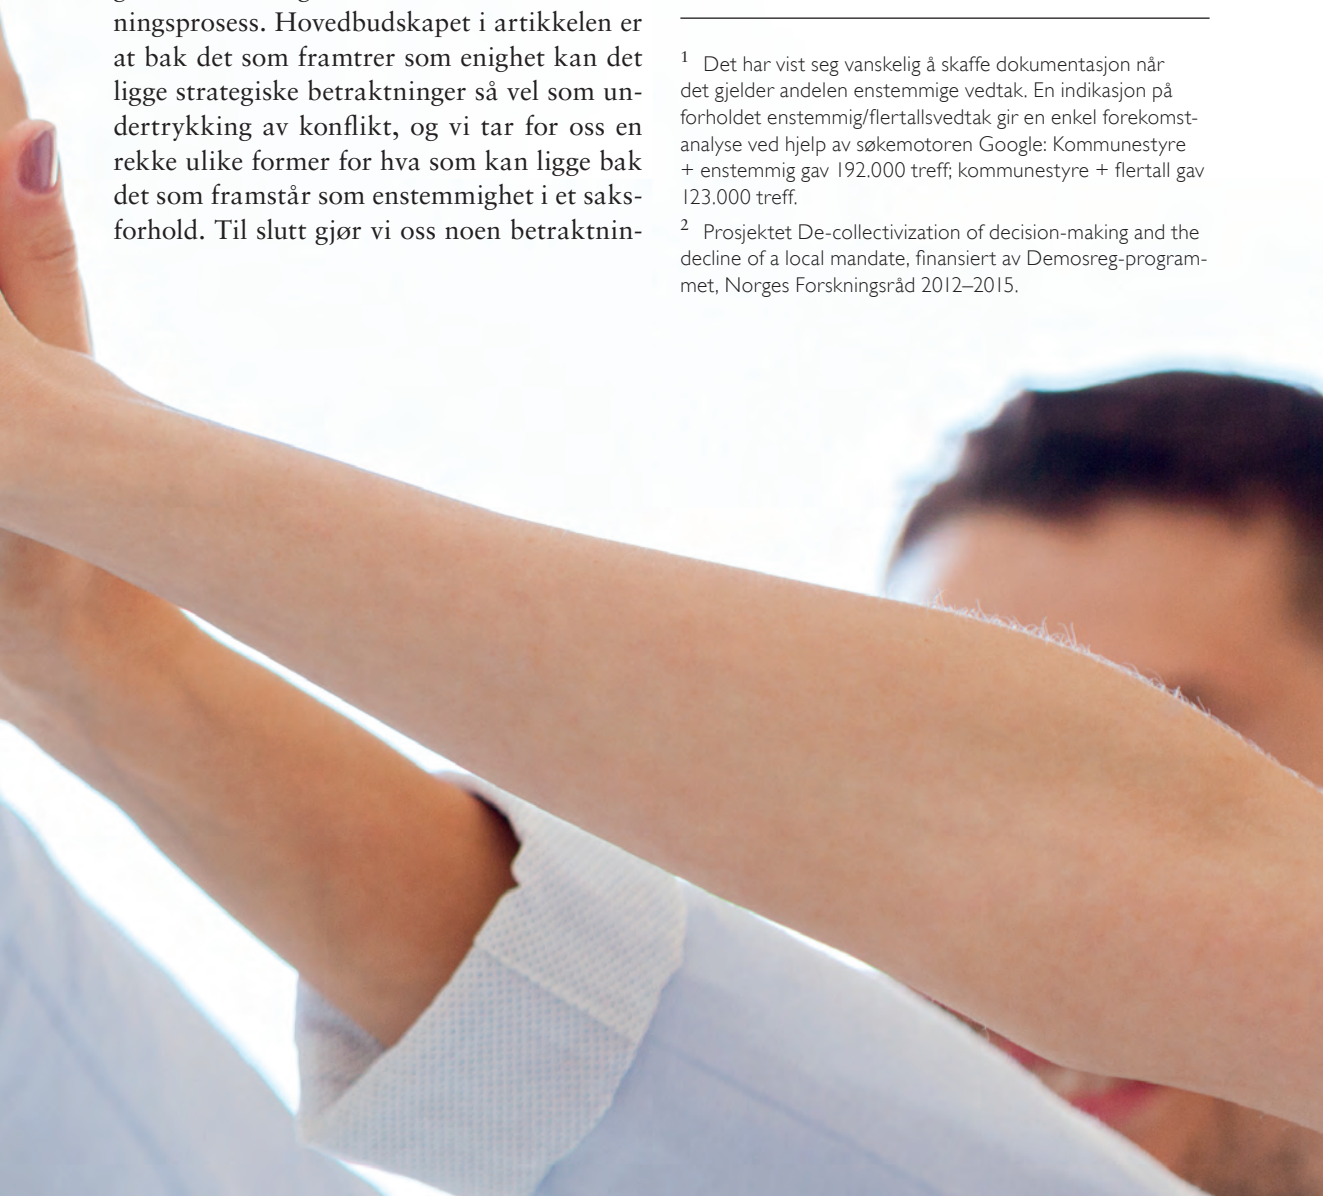 ningsprosess. Hovedbudskapet i artikkelen er
at bak det som framtrer som enighet kan det
ligge strategiske betraktninger så vel som un-
dertrykking av konflikt, og vi tar for oss en
rekke ulike former for hva som kan ligge bak
det som framstår som enstemmighet i et saks-
forhold. Til slutt gjør vi oss noen betraktnin-
1 Det har vist seg vanskelig å skaffe dokumentasjon når
det gjelder andelen enstemmige vedtak. En indikasjon på
forholdet enstemmig/flertallsvedtak gir en enkel forekomst-
analyse ved hjelp av søkemotoren Google: Kommunestyre
+ enstemmig gav 192.000 treff; kommunestyre + flertall gav
123.000 treff.
2 Prosjektet De-collectivization of decision-making and the
decline of a local mandate, finansiert av Demosreg-program-
met, Norges Forskningsråd 2012–2015.